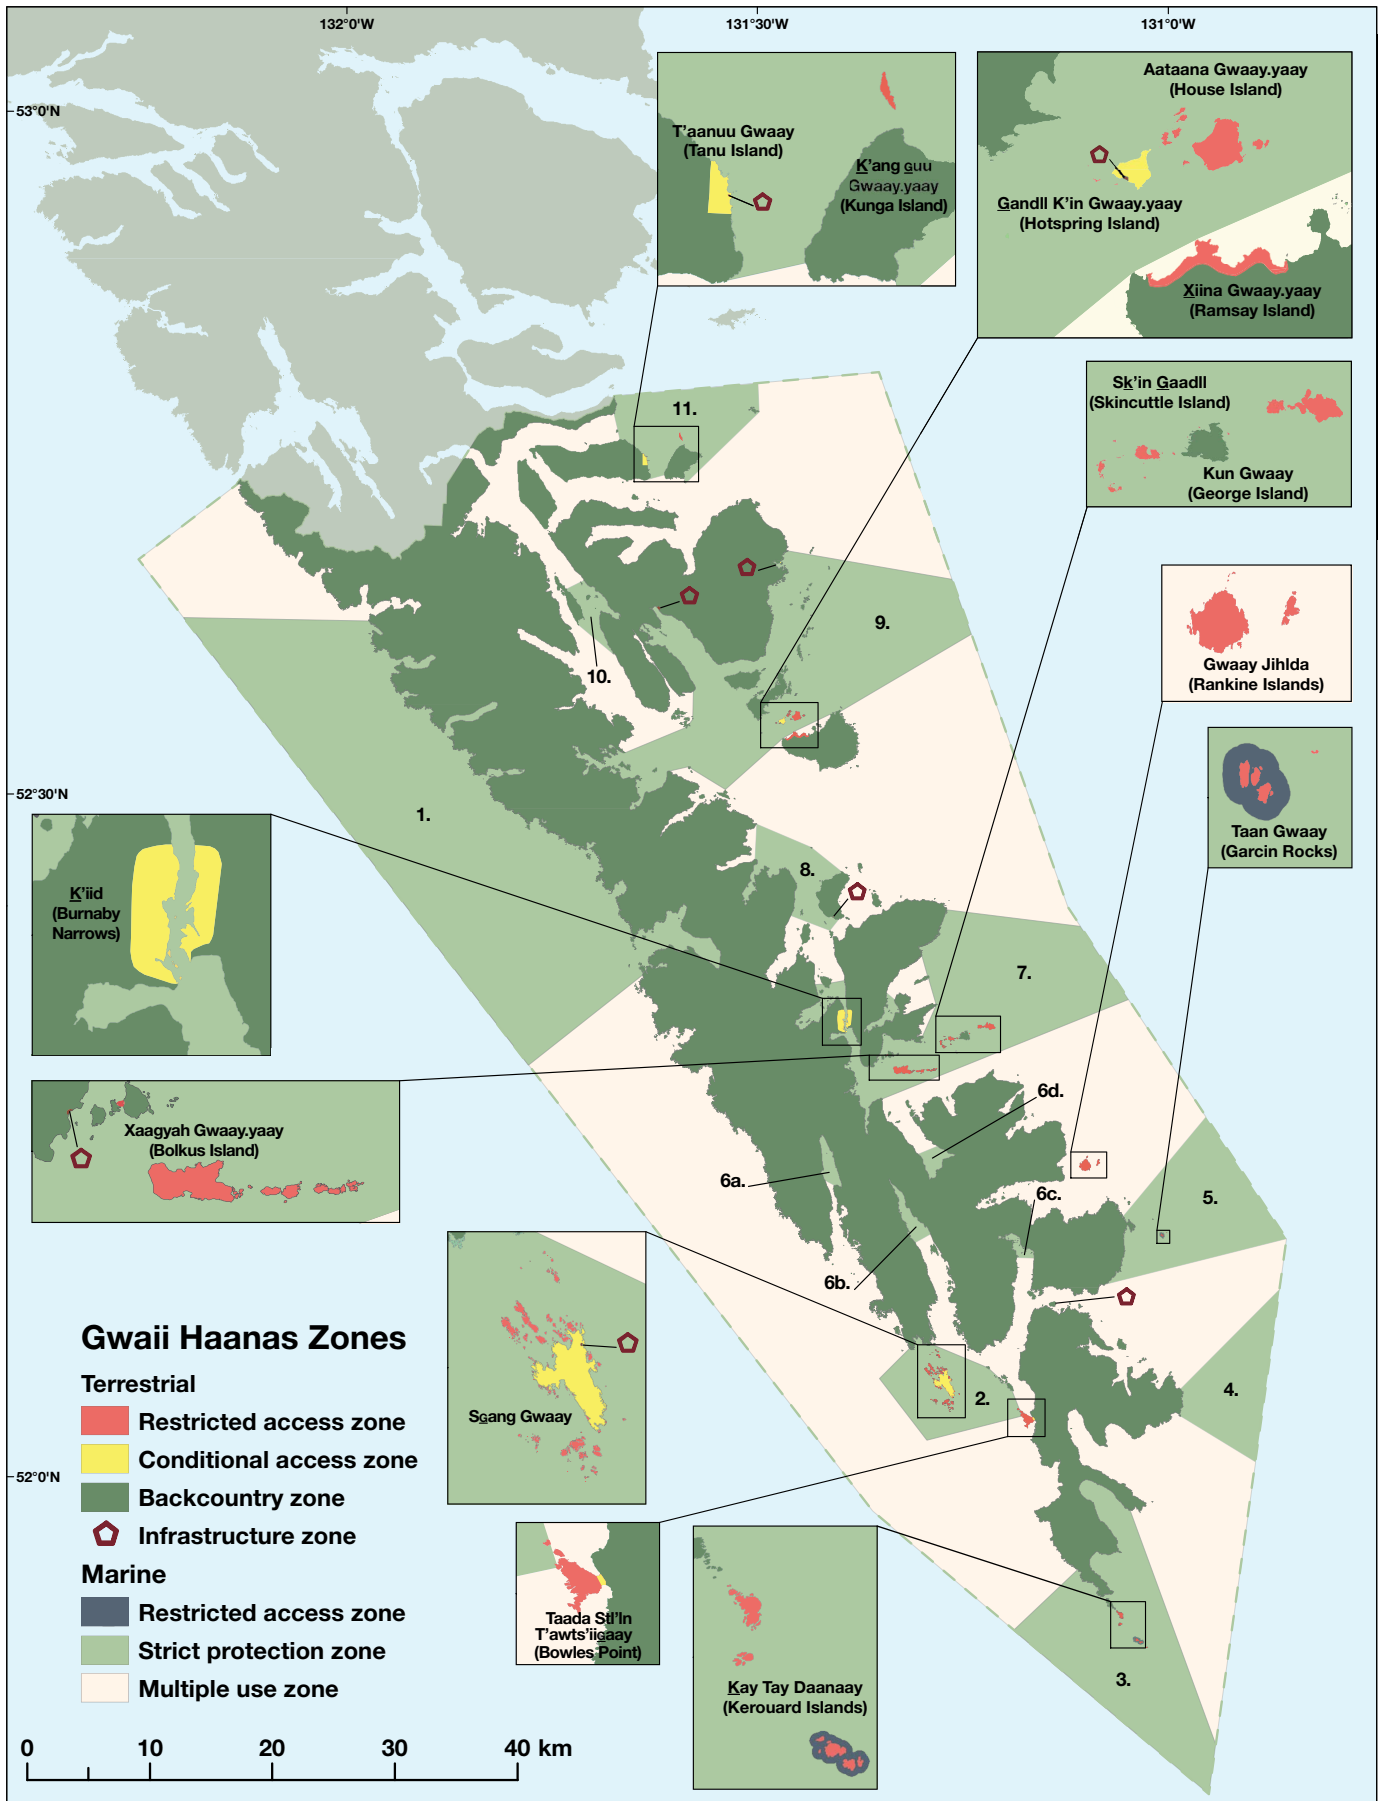 132°0'W
131°30'W
131°0'W
53°0'N
52°30'N
52°0'N
T'aanuu Gwaay
(Tanu Island)
K'ang guu
Gwaay.yaay
(Kunga Island)
Aataana Gwaay.yaay
(House Island)
Gandll K'in Gwaay.yaay
(Hotspring Island)
Xiina Gwaay.yaay
(Ramsay Island)
Sk'in Gaadll
(Skincuttle Island)
Kun Gwaay
(George Island)
Gwaay Jihlda
(Rankine Islands)
Taan Gwaay
(Garcin Rocks)
11.
9.
10.
1.
8.
7.
6d.
6a.
6c.
5.
6b.
4.
2.
3.
K'iid
(Burnaby
Narrows)
Xaagyah Gwaay.yaay
(Bolkus Island)
Sgang Gwaay
Taada Stl'ln
T'awts'iigaay
(Bowles Point)
Kay Tay Daanaay
(Kerouard Islands)
Gwaii Haanas Zones
Terrestrial
Restricted access zone
Conditional access zone
Backcountry zone
Infrastructure zone
Marine
Restricted access zone
Strict protection zone
Multiple use zone
0 10 20 30 40 km